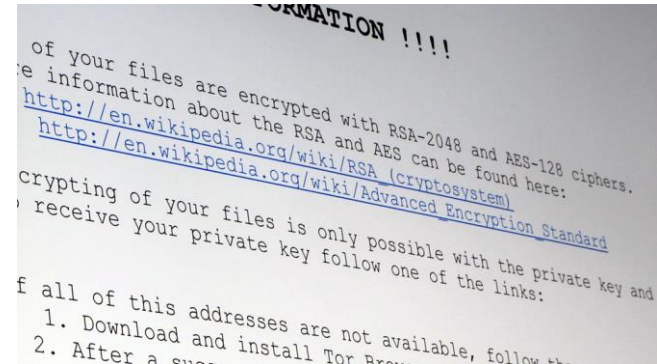 ORMATION !!!!
of your files are encrypted with RSA-2048 and AES-128 ciphers.
e information about the RSA and AES can be found here:
http://en.wikipedia.org/wiki/RSA_(cryptosystem)
http://en.wikipedia.org/wiki/Advanced_Encryption_Standard
crypting of your files is only possible with the private key and
receive your private key follow one of the links:
f all of this addresses are not available, follow the
1. Download and install Tor Brow
2. After a succ